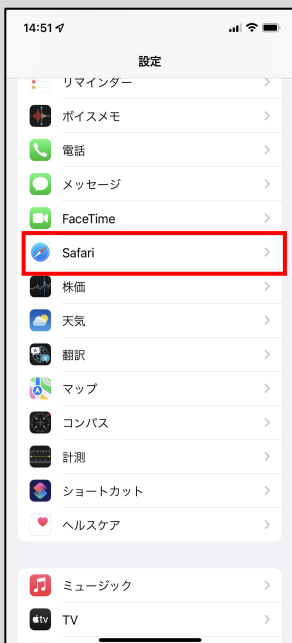 14:51
設定
リマインダー
ボイスメモ
電話
メッセージ
FaceTime
Safari
株価
天気
翻訳
マップ
コンパス
計測
ショートカット
ヘルスケア
ミュージック
tv TV